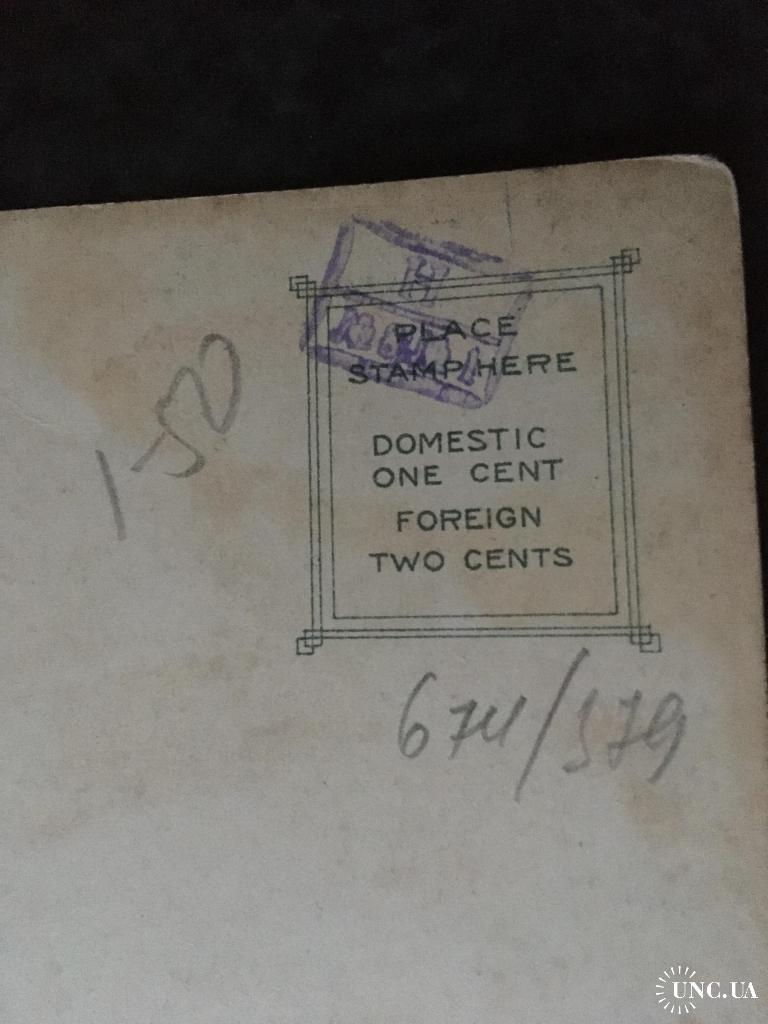 H
PLACE
STAMP HERE
DOMESTIC
ONE CENT
FOREIGN
TWO CENTS
1-50
UNC.UA